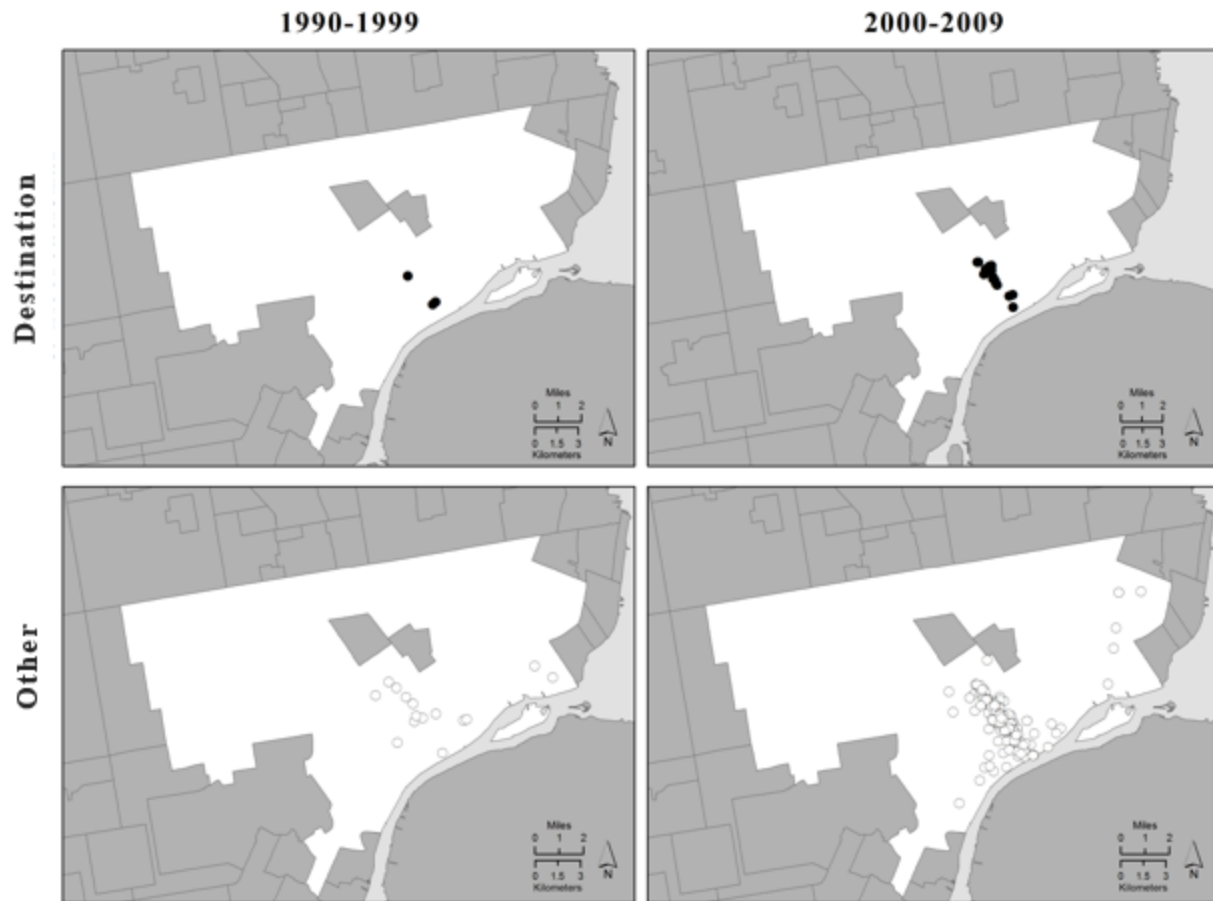 1990-1999
2000-2009
Destination
Miles
0 1 2
0 1.5 3
Kilometers
N
Miles
0 1 2
0 1.5 3
Kilometers
N
Other
Miles
0 1 2
0 1.5 3
Kilometers
N
Miles
0 1 2
0 1.5 3
Kilometers
N